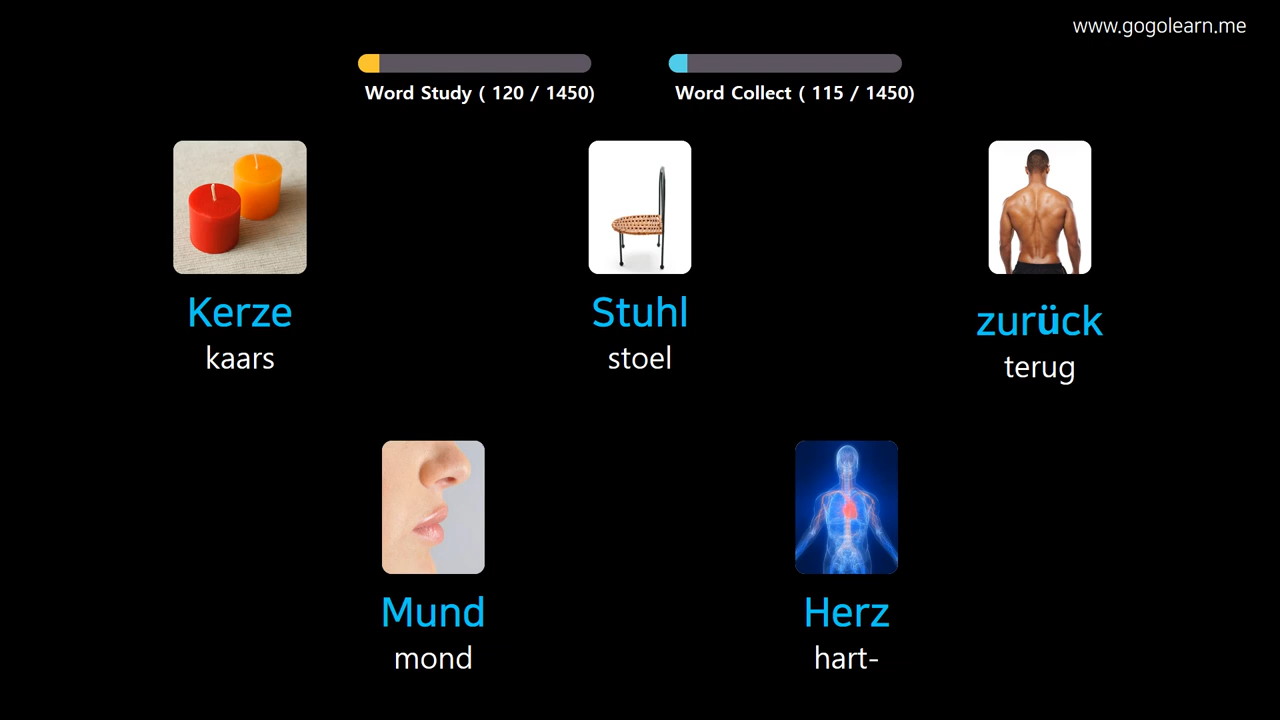 www.gogolearn.me
Word Study ( 120 / 1450)
Word Collect ( 115 / 1450)
Kerze
kaars
Stuhl
stoel
zurück
terug
Mund
mond
Herz
hart-